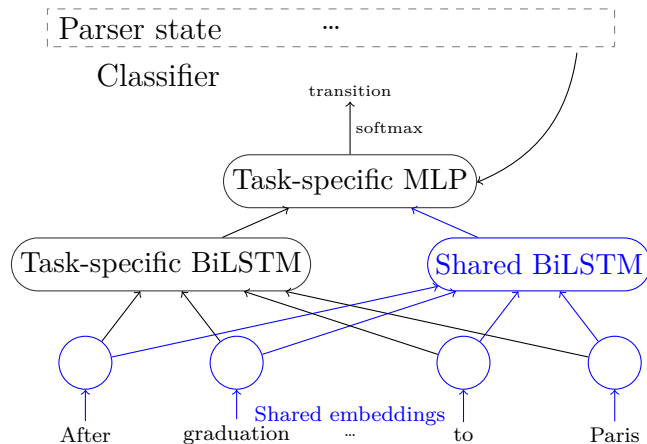 Parser state ...
Classifier
transition
softmax
Task-specific MLP
Task-specific BiLSTM Shared BiLSTM
Shared embeddings
After graduation ... to Paris